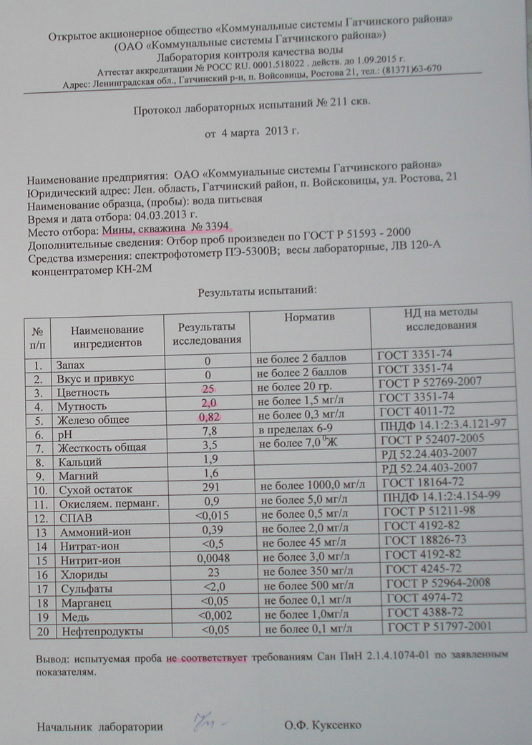 Открытое акционерное общество «Коммунальные системы Гатчинского района»
(ОАО «Коммунальные системы Гатчинского района»)
Лаборатория контроля качества воды
Аттестат аккредитации № РОСС RU. 0001.518022 . действ. до 1.09.2015 г.
Адрес: Ленинградская обл., Гатчинский р-н, п. Войсовицы, Ростова 21, тел.: (81371)63-670
Протокол лабораторных испытаний № 211 скв.
от 4 марта 2013 г.
Наименование предприятия: ОАО «Коммунальные системы Гатчинского района»
Юридический адрес: Лен. область, Гатчинский район, п. Войсковицы, ул. Ростова, 21
Наименование образца, (пробы): вода питьевая
Время и дата отбора: 04.03.2013 г.
Место отбора: Мины, скважина № 3394
Дополнительные сведения: Отбор проб произведен по ГОСТ Р 51593 - 2000
Средства измерения: спектрофотометр ПЭ-5300В; весы лабораторные, ЛВ 120-А
концентратомер КН-2М
Результаты испытаний:
№ п/п Наименование ингредиентов Результаты исследования Норматив НД на методы исследования
1. Запах 0 не более 2 баллов ГОСТ 3351-74
2. Вкус и привкус 0 не более 2 баллов ГОСТ 3351-74
3. Цветность 25 не более 20 гр. ГОСТ Р 52769-2007
4. Мутность 2,0 не более 1,5 мг/л ГОСТ 3351-74
5. Железо общее 0,82 не более 0,3 мг/л ГОСТ 4011-72
6. pH 7,8 в пределах 6-9 ПНДФ 14.1:2:3.4.121-97
7. Жесткость общая 3,5 не более 7,0 °Ж ГОСТ Р 52407-2005
8. Кальций 1,9 РД 52.24.403-2007
9. Магний 1,6 РД 52.24.403-2007
10. Сухой остаток 291 не более 1000,0 мг/л ГОСТ 18164-72
11. Окисляем. перманг. 0,9 не более 5,0 мг/л ПНДФ 14.1:2:4.154-99
12. СПАВ <0,015 не более 0,5 мг/л ГОСТ Р 51211-98
13 Аммоний-ион 0,39 не более 2,0 мг/л ГОСТ 4192-82
14 Нитрат-ион <0,5 не более 45 мг/л ГОСТ 18826-73
15 Нитрит-ион 0,0048 не более 3,0 мг/л ГОСТ 4192-82
16 Хлориды 23 не более 350 мг/л ГОСТ 4245-72
17 Сульфаты <2,0 не более 500 мг/л ГОСТ Р 52964-2008
18 Марганец <0,05 не более 0,1 мг/л ГОСТ 4974-72
19 Медь <0,002 не более 1,0мг/л ГОСТ 4388-72
20 Нефтепродукты <0,05 не более 0,1 мг/л ГОСТ Р 51797-2001
Вывод: испытуемая проба не соответствует требованиям Сан ПиН 2.1.4.1074-01 по заявленным
показателям.
Начальник лаборатории О.Ф. Куксенко